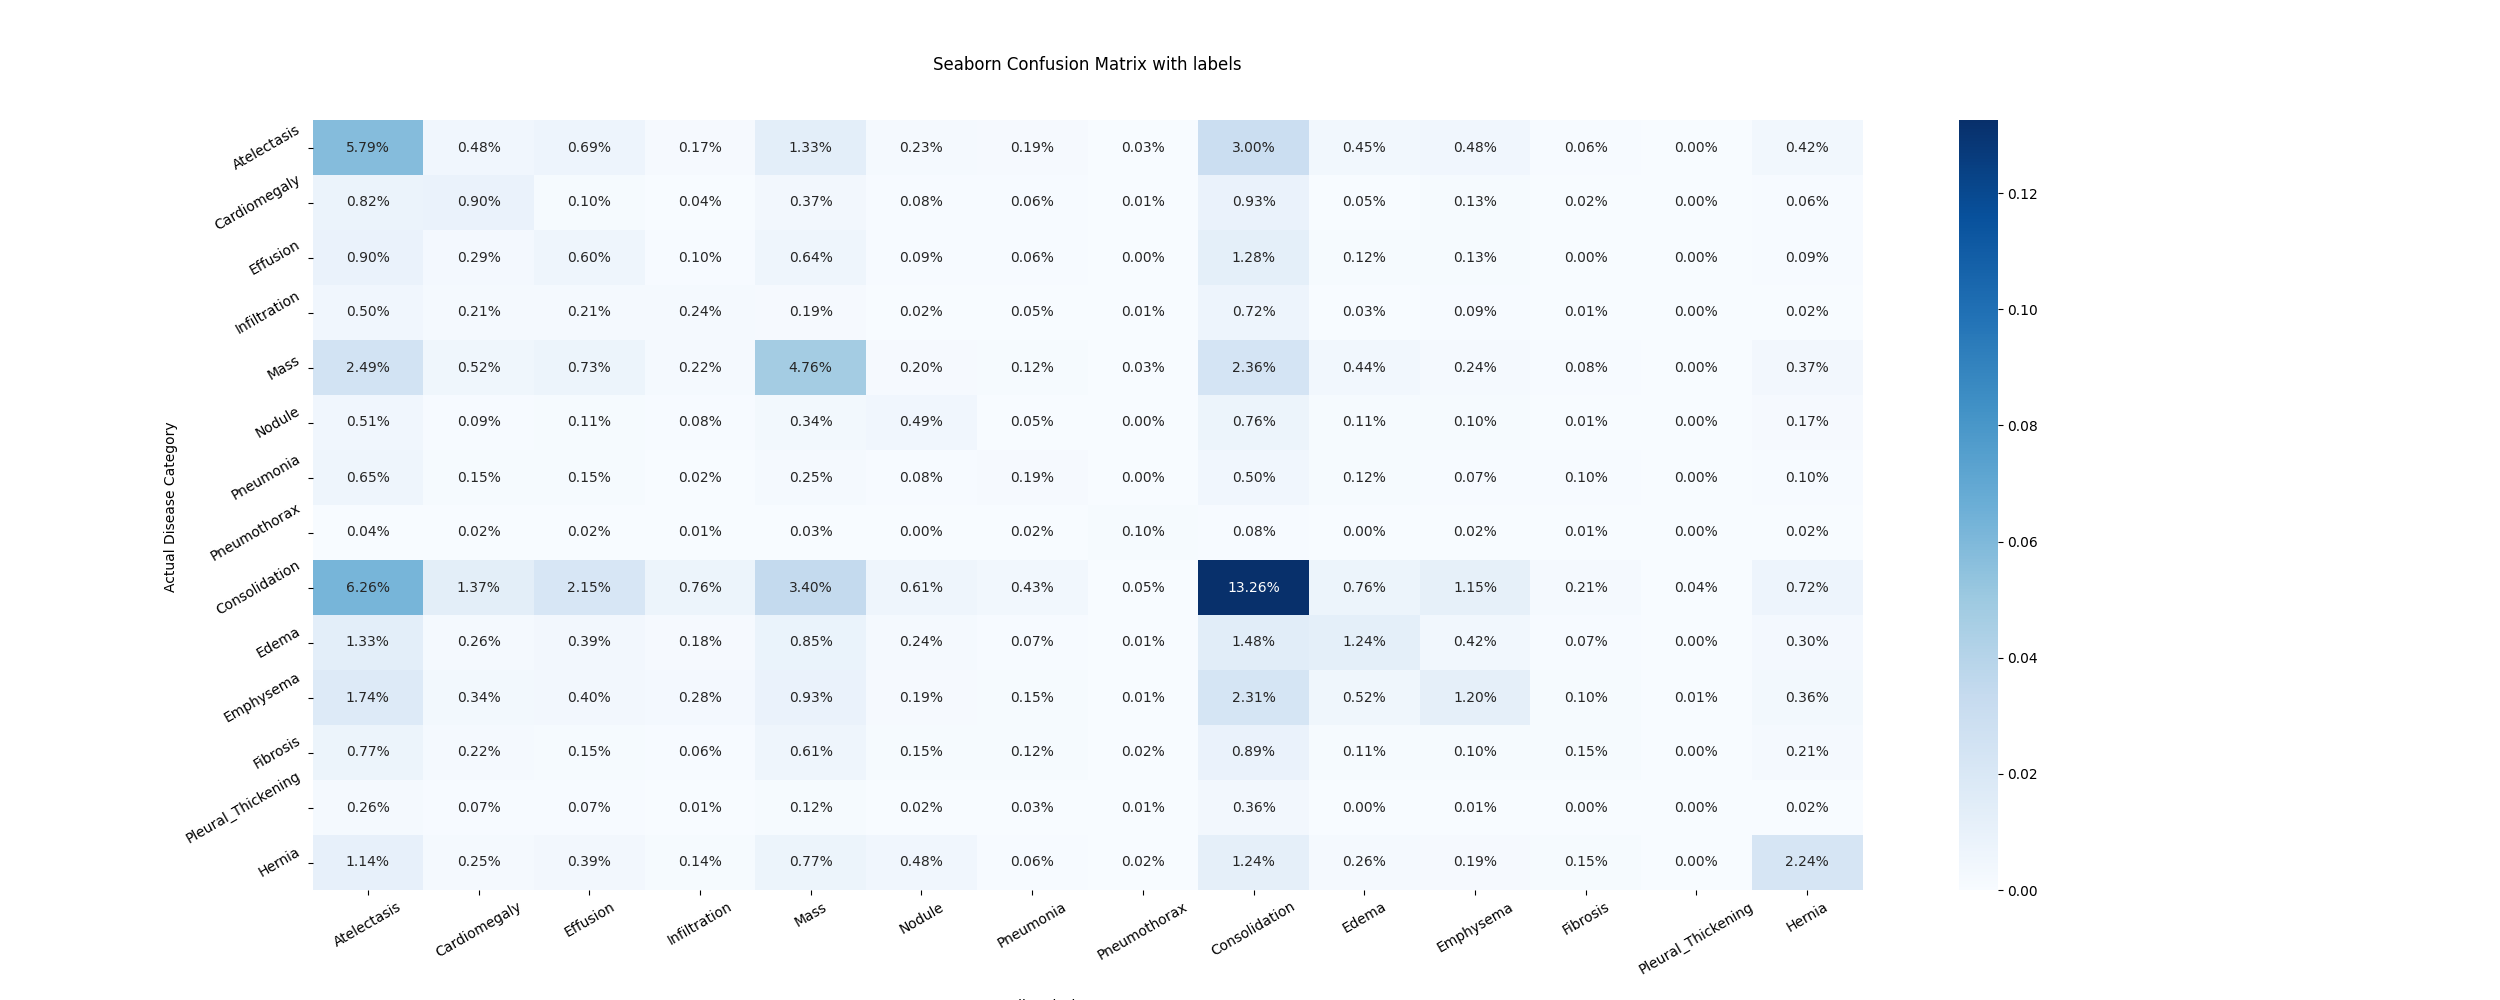 Seaborn Confusion Matrix with labels
Actual Disease Category
Atelectasis 5.79% 0.48% 0.69% 0.17% 1.33% 0.23% 0.19% 0.03% 3.00% 0.45% 0.48% 0.06% 0.00% 0.42%
Cardiomegaly 0.82% 0.90% 0.10% 0.04% 0.37% 0.08% 0.06% 0.01% 0.93% 0.05% 0.13% 0.02% 0.00% 0.06%
Effusion 0.90% 0.29% 0.60% 0.10% 0.64% 0.09% 0.06% 0.00% 1.28% 0.12% 0.13% 0.00% 0.00% 0.09%
Infiltration 0.50% 0.21% 0.21% 0.24% 0.19% 0.02% 0.05% 0.01% 0.72% 0.03% 0.09% 0.01% 0.00% 0.02%
Mass 2.49% 0.52% 0.73% 0.22% 4.76% 0.20% 0.12% 0.03% 2.36% 0.44% 0.24% 0.08% 0.00% 0.37%
Nodule 0.51% 0.09% 0.11% 0.08% 0.34% 0.49% 0.05% 0.00% 0.76% 0.11% 0.10% 0.01% 0.00% 0.17%
Pneumonia 0.65% 0.15% 0.15% 0.02% 0.25% 0.08% 0.19% 0.00% 0.50% 0.12% 0.07% 0.10% 0.00% 0.10%
Pneumothorax 0.04% 0.02% 0.02% 0.01% 0.03% 0.00% 0.02% 0.10% 0.08% 0.00% 0.02% 0.01% 0.00% 0.02%
Consolidation 6.26% 1.37% 2.15% 0.76% 3.40% 0.61% 0.43% 0.05% 13.26% 0.76% 1.15% 0.21% 0.04% 0.72%
Edema 1.33% 0.26% 0.39% 0.18% 0.85% 0.24% 0.07% 0.01% 1.48% 1.24% 0.42% 0.07% 0.00% 0.30%
Emphysema 1.74% 0.34% 0.40% 0.28% 0.93% 0.19% 0.15% 0.01% 2.31% 0.52% 1.20% 0.10% 0.01% 0.36%
Fibrosis 0.77% 0.22% 0.15% 0.06% 0.61% 0.15% 0.12% 0.02% 0.89% 0.11% 0.10% 0.15% 0.00% 0.21%
Pleural_Thickening 0.26% 0.07% 0.07% 0.01% 0.12% 0.02% 0.03% 0.01% 0.36% 0.00% 0.01% 0.00% 0.00% 0.02%
Hernia 1.14% 0.25% 0.39% 0.14% 0.77% 0.48% 0.06% 0.02% 1.24% 0.26% 0.19% 0.15% 0.00% 2.24%
Atelectasis Cardiomegaly Effusion Infiltration Mass Nodule Pneumonia Pneumothorax Consolidation Edema Emphysema Fibrosis Pleural_Thickening Hernia
0.12
0.10
0.08
0.06
0.04
0.02
0.00